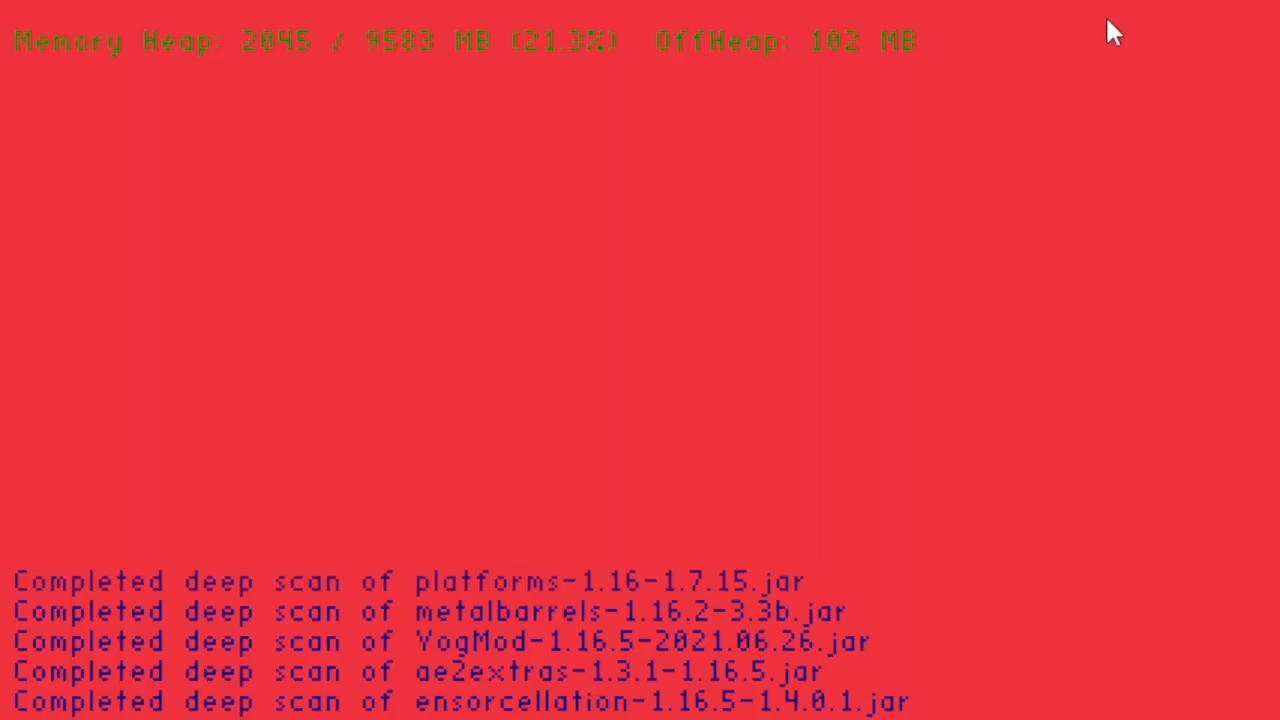 Memory Heap: 2045 / 9583 MB (21.3%) OffHeap: 102 MB
Completed deep scan of platforms-1.16-1.7.15.jar
Completed deep scan of metalbarrels-1.16.2-3.3b.jar
Completed deep scan of YogMod-1.16.5-2021.06.26.jar
Completed deep scan of ae2extras-1.3.1-1.16.5.jar
Completed deep scan of ensorcellation-1.16.5-1.4.0.1.jar